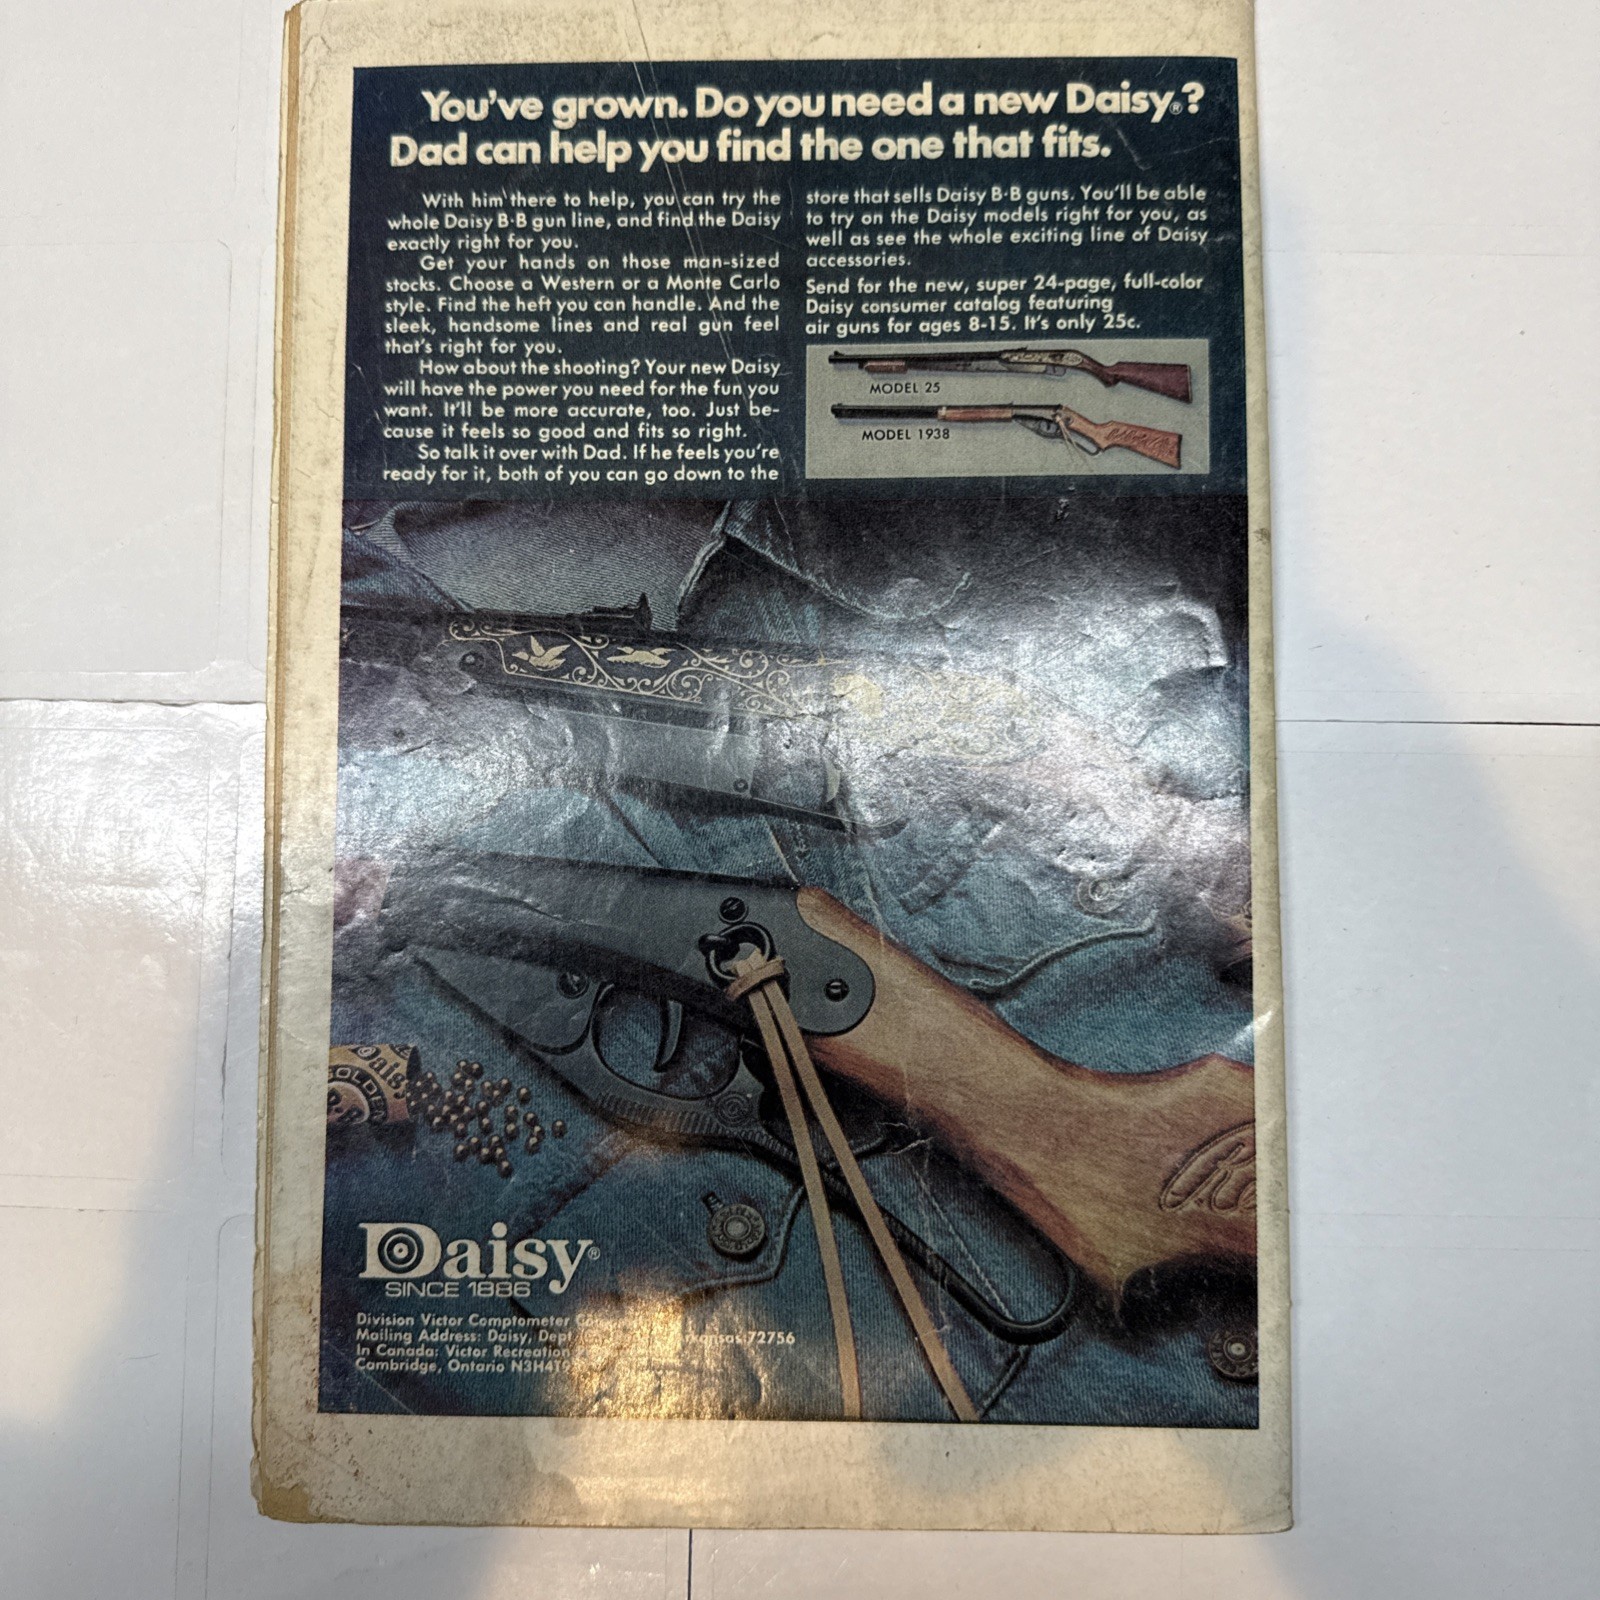 You've grown. Do you need a new Daisy®?
Dad can help you find the one that fits.
With him there to help, you can try the
whole Daisy B·B gun line, and find the Daisy
exactly right for you.
Get your hands on those man-sized
stocks. Choose a Western or a Monte Carlo
style. Find the heft you can handle. And the
sleek, handsome lines and real gun feel
that's right for you.
How about the shooting? Your new Daisy
will have the power you need for the fun you
want. It'll be more accurate, too. Just be-
cause it feels so good and fits so right.
So talk it over with Dad. If he feels you're
ready for it, both of you can go down to the
store that sells Daisy B·B guns. You'll be able
to try on the Daisy models right for you, as
well as see the whole exciting line of Daisy
accessories.
Send for the new, super 24-page, full-color
Daisy consumer catalog featuring
air guns for ages 8-15. It's only 25c.
MODEL 25
MODEL 1938
Daisy
GOLDEN
B·B
Daisy®
SINCE 1886
Division Victor Comptometer
Mailing Address: Daisy, Dept 72756
In Canada: Victor Recreation
Cambridge, Ontario